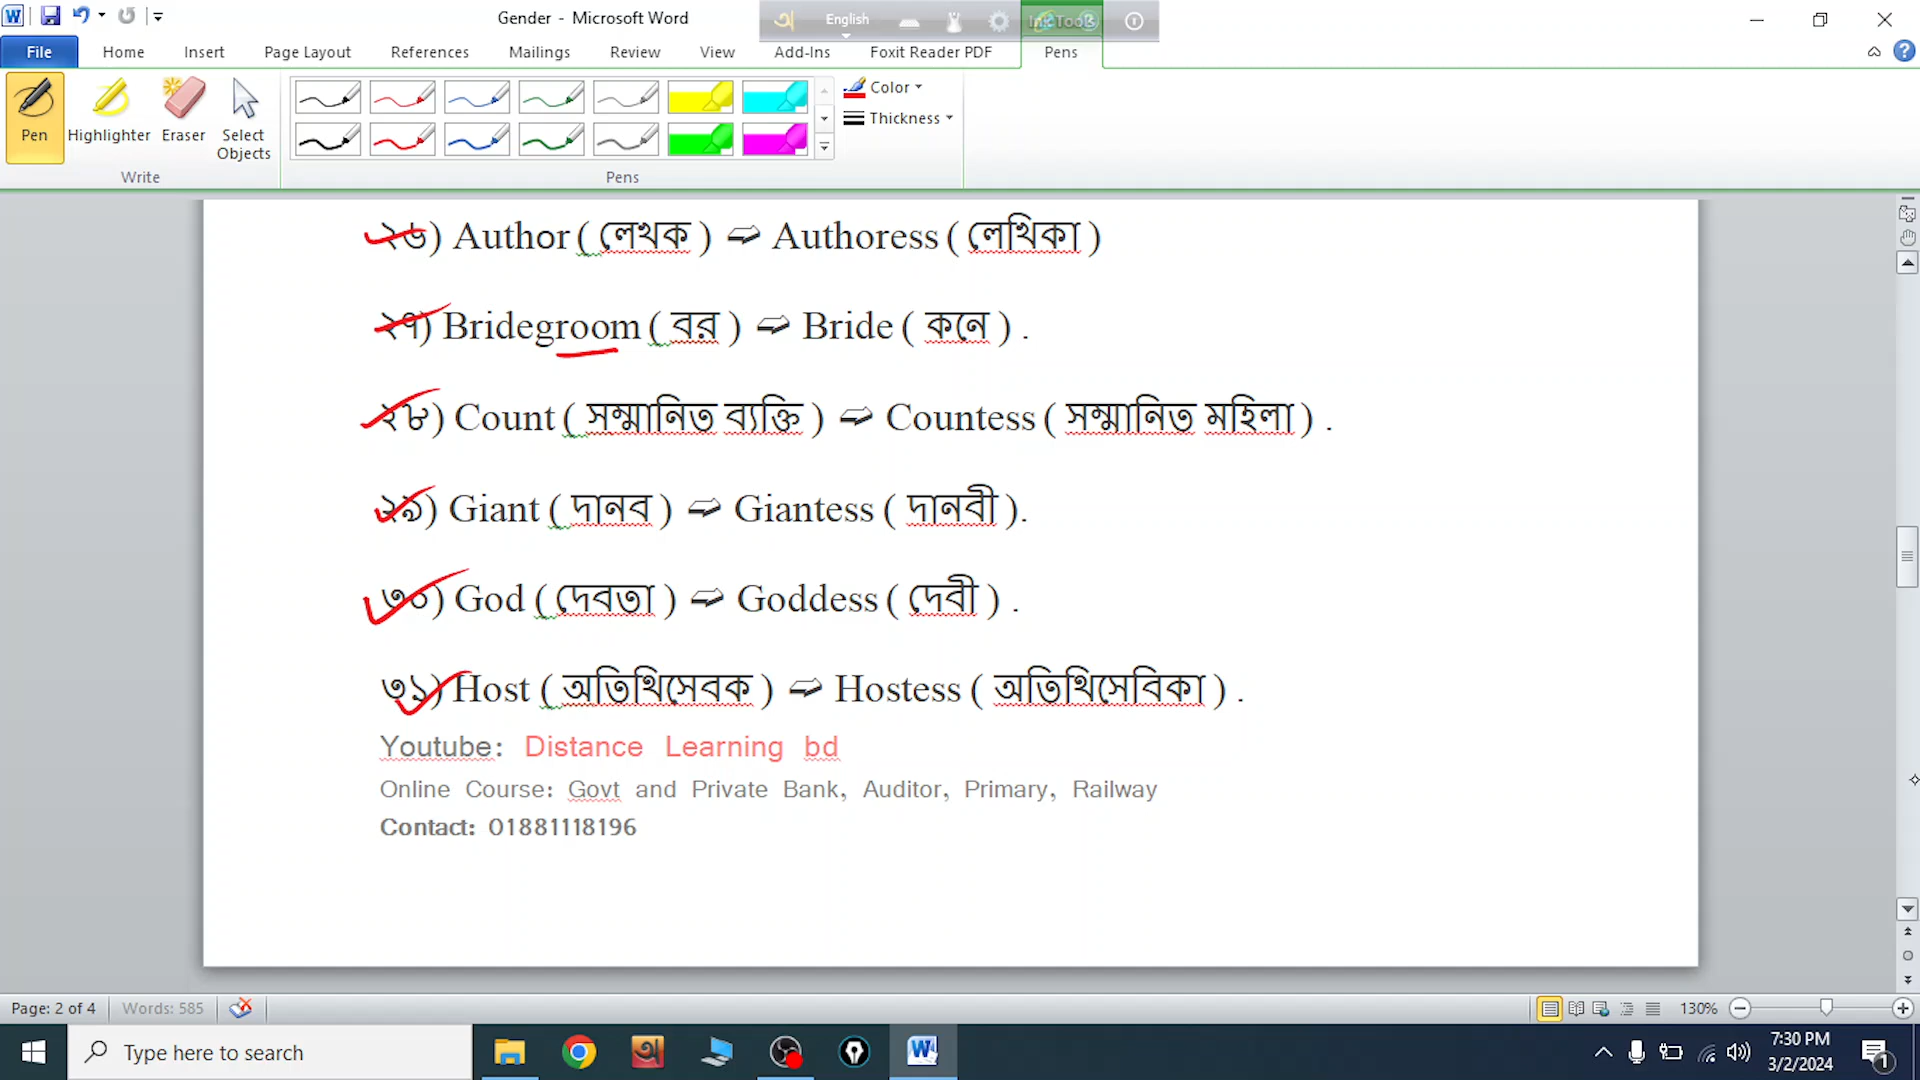 Gender - Microsoft Word
English
Ink Tools
File Home Insert Page Layout References Mailings Review View Add-Ins Foxit Reader PDF Pens
Pen Highlighter Eraser Select Objects
Color
Thickness
Write Pens
২৬) Author ( লেখক ) ➫ Authoress ( লেখিকা )
২৭) Bridegroom ( বর ) ➫ Bride ( কনে ) .
২৮) Count ( সম্মানিত ব্যক্তি ) ➫ Countess ( সম্মানিত মহিলা ) .
২৯) Giant ( দানব ) ➫ Giantess ( দানবী ).
৩০) God ( দেবতা ) ➫ Goddess ( দেবী ) .
৩১) Host ( অতিথিসেবক ) ➫ Hostess ( অতিথিসেবিকা ) .
Youtube: Distance Learning bd
Online Course: Govt and Private Bank, Auditor, Primary, Railway
Contact: 01881118196
Page: 2 of 4 Words: 585 130%
Type here to search
7:30 PM
3/2/2024
1